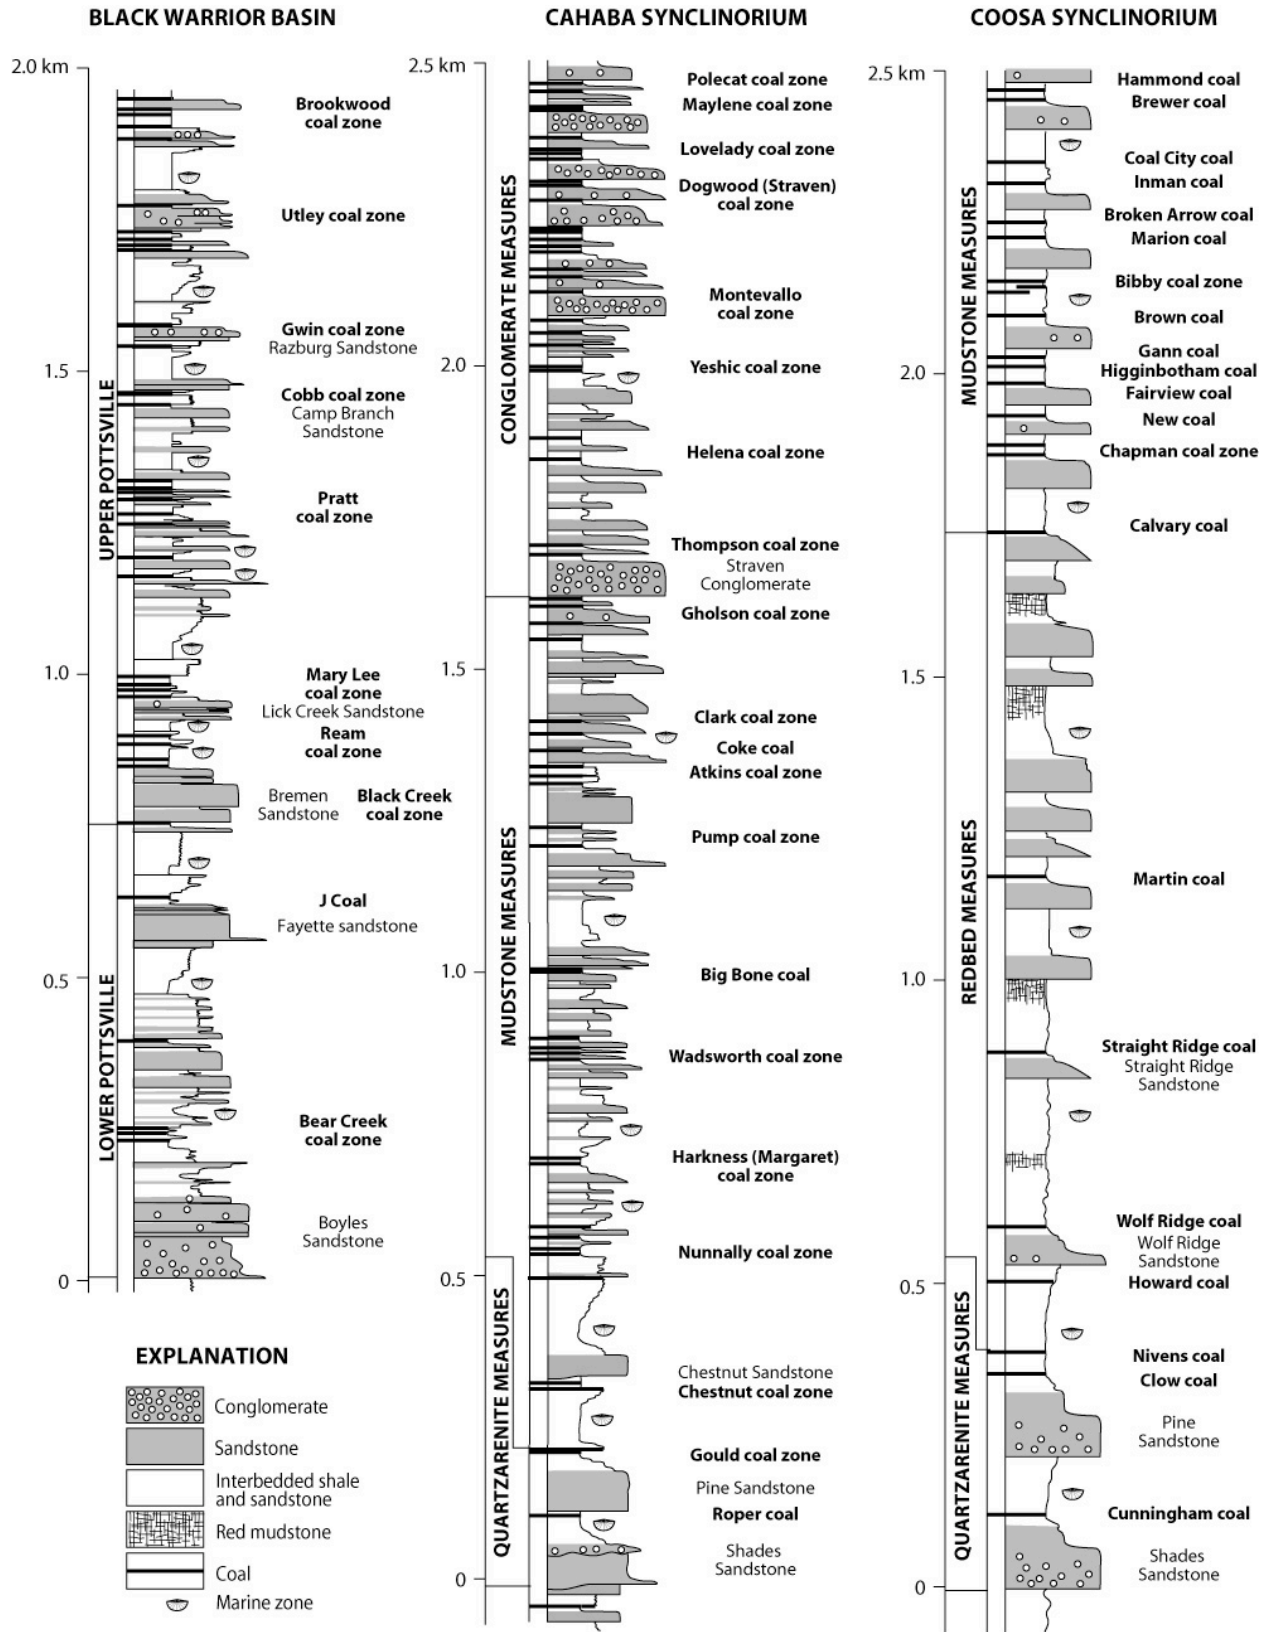 BLACK WARRIOR BASIN
2.0 km
1.5
1.0
0.5
0
UPPER POTTSVILLE
LOWER POTTSVILLE
Brookwood
coal zone
Utley coal zone
Gwin coal zone
Razburg Sandstone
Cobb coal zone
Camp Branch
Sandstone
Pratt
coal zone
Mary Lee
coal zone
Lick Creek Sandstone
Ream
coal zone
Bremen
Sandstone
Black Creek
coal zone
J Coal
Fayette sandstone
Bear Creek
coal zone
Boyles
Sandstone
EXPLANATION
Conglomerate
Sandstone
Interbedded shale
and sandstone
Red mudstone
Coal
Marine zone
CAHABA SYNCLINORIUM
2.5 km
2.0
1.5
1.0
0.5
0
CONGLOMERATE MEASURES
MUDSTONE MEASURES
QUARTZARENITE MEASURES
Polecat coal zone
Maylene coal zone
Lovelady coal zone
Dogwood (Straven)
coal zone
Montevallo
coal zone
Yeshic coal zone
Helena coal zone
Thompson coal zone
Straven
Conglomerate
Gholson coal zone
Clark coal zone
Coke coal
Atkins coal zone
Pump coal zone
Big Bone coal
Wadsworth coal zone
Harkness (Margaret)
coal zone
Nunnally coal zone
Chestnut Sandstone
Chestnut coal zone
Gould coal zone
Pine Sandstone
Roper coal
Shades
Sandstone
COOSA SYNCLINORIUM
2.5 km
2.0
1.5
1.0
0.5
0
MUDSTONE MEASURES
REDBED MEASURES
QUARTZARENITE MEASURES
Hammond coal
Brewer coal
Coal City coal
Inman coal
Broken Arrow coal
Marion coal
Bibby coal zone
Brown coal
Gann coal
Higginbotham coal
Fairview coal
New coal
Chapman coal zone
Calvary coal
Martin coal
Straight Ridge coal
Straight Ridge
Sandstone
Wolf Ridge coal
Wolf Ridge
Sandstone
Howard coal
Nivens coal
Clow coal
Pine
Sandstone
Cunningham coal
Shades
Sandstone